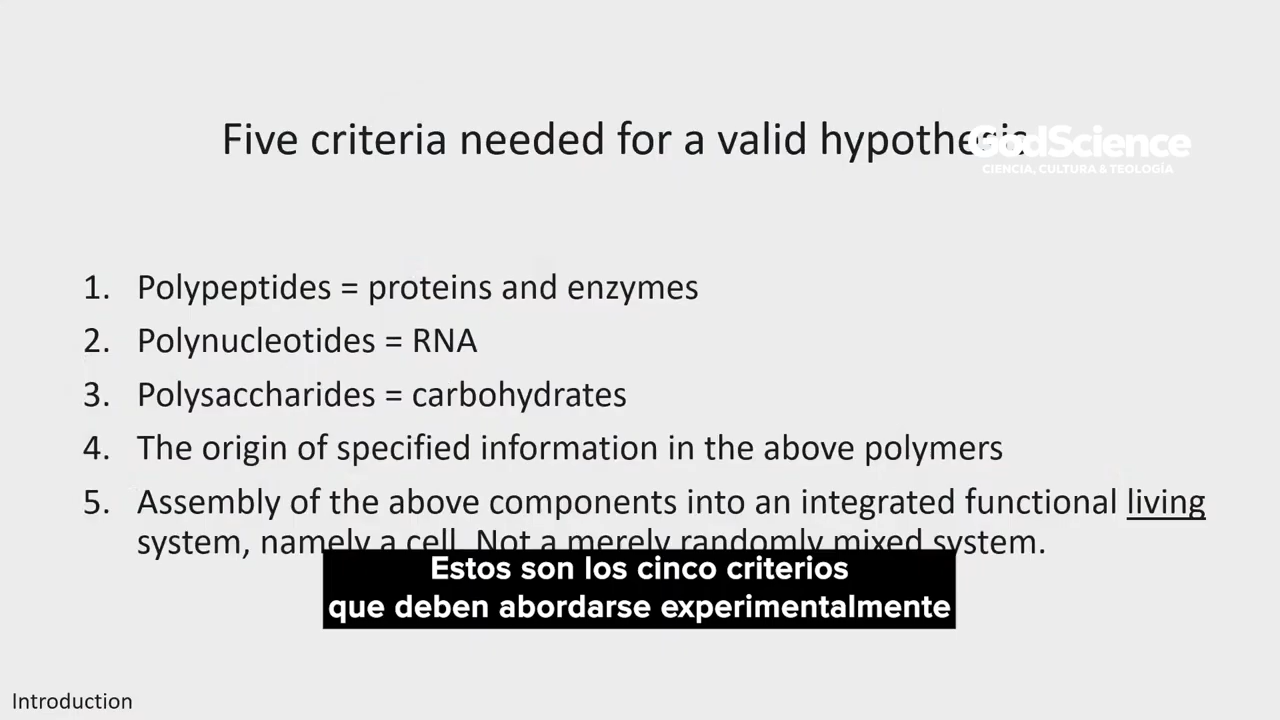 Five criteria needed for a valid hypothesis
GodScience
CIENCIA, CULTURA & TEOLOGÍA
1. Polypeptides = proteins and enzymes
2. Polynucleotides = RNA
3. Polysaccharides = carbohydrates
4. The origin of specified information in the above polymers
5. Assembly of the above components into an integrated functional living
system, namely a cell. Not a merely randomly mixed system.
Estos son los cinco criterios
que deben abordarse experimentalmente
Introduction